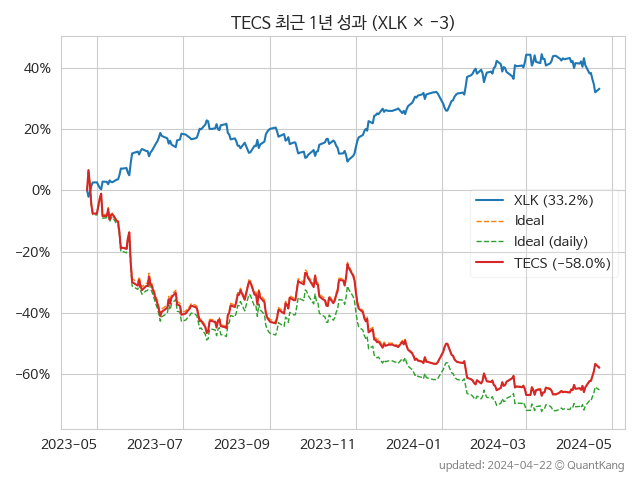 TECS 최근 1년 성과 (XLK × −3)
40%
20%
0%
−20%
−40%
−60%
XLK (33.2%)
Ideal
Ideal (daily)
TECS (−58.0%)
2023-05
2023-07
2023-09
2023-11
2024-01
2024-03
2024-05
updated: 2024-04-22 © QuantKang